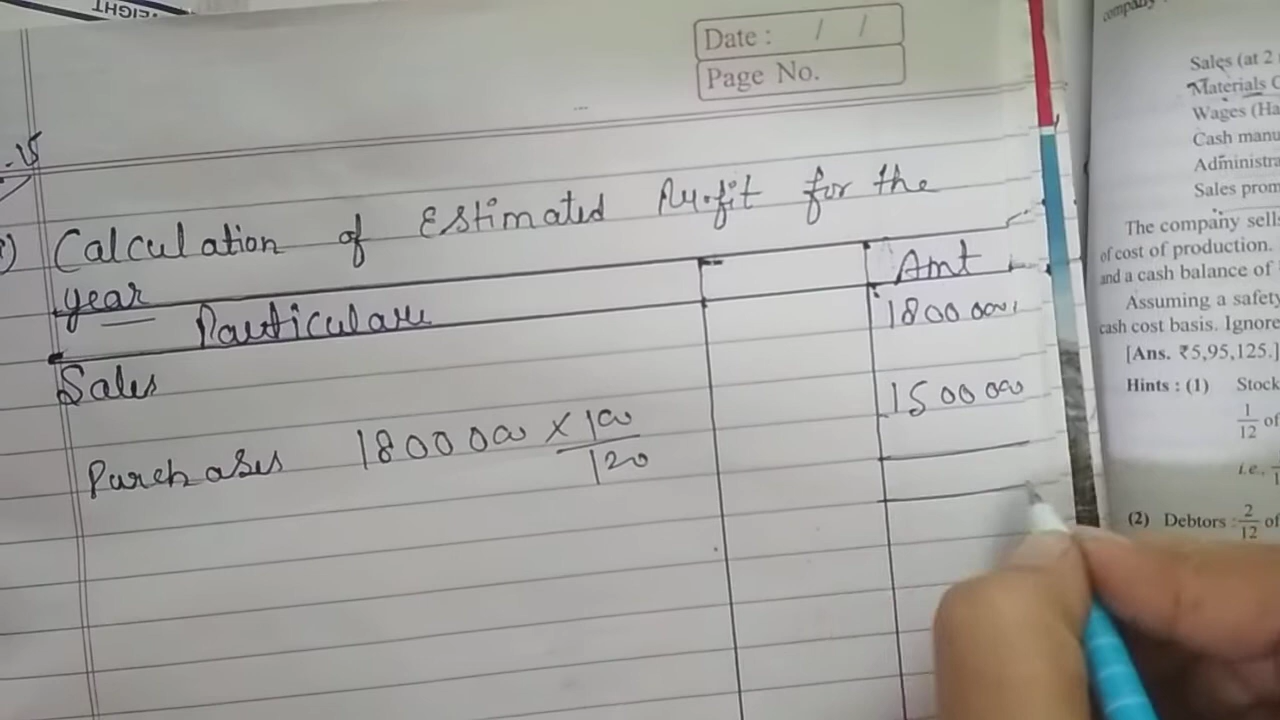 EIGHT
Date : / /
Page No.
Calculation of Estimated Profit for the
year
Particulars Amt
Sales 1800000
Purchases 1800000 × 100/120 1500000
company
Sales (at 2
Materials C
Wages (Ha
Cash manu
Administra
Sales prom
The company sell
of cost of production.
and a cash balance of
Assuming a safety
cash cost basis. Ignore
[Ans. ₹5,95,125.]
Hints : (1) Stock
1/12 of
i.e.,
(2) Debtors : 2/12 of